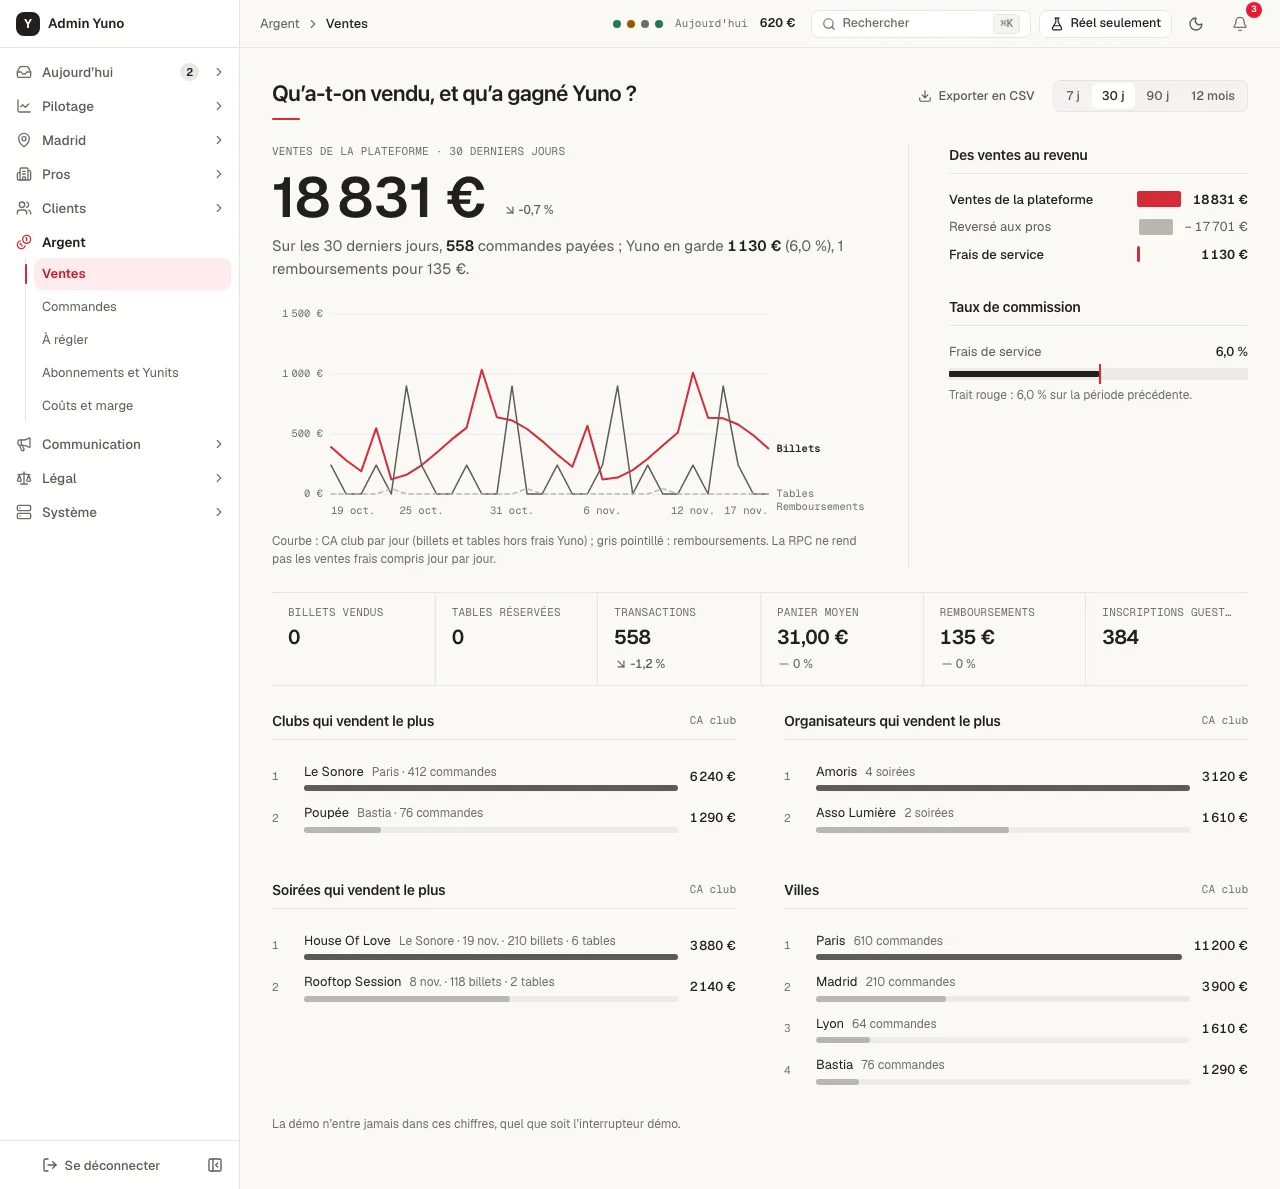 Y Admin Yuno
Argent > Ventes
Aujourd'hui 620 €
Rechercher ⌘K
Réel seulement
3
Aujourd'hui 2
Pilotage
Madrid
Pros
Clients
Argent
Ventes
Commandes
À régler
Abonnements et Yunits
Coûts et marge
Communication
Légal
Système
Se déconnecter
Qu'a-t-on vendu, et qu'a gagné Yuno ?
Exporter en CSV
7 j 30 j 90 j 12 mois
VENTES DE LA PLATEFORME · 30 DERNIERS JOURS
18 831 € ↘ -0,7 %
Sur les 30 derniers jours, 558 commandes payées ; Yuno en garde 1 130 € (6,0 %), 1
remboursements pour 135 €.
1 500 €
1 000 €
500 €
0 €
19 oct. 25 oct. 31 oct. 6 nov. 12 nov. 17 nov.
Billets
Tables
Remboursements
Courbe : CA club par jour (billets et tables hors frais Yuno) ; gris pointillé : remboursements. La RPC ne rend
pas les ventes frais compris jour par jour.
Des ventes au revenu
Ventes de la plateforme 18 831 €
Reversé aux pros − 17 701 €
Frais de service 1 130 €
Taux de commission
Frais de service 6,0 %
Trait rouge : 6,0 % sur la période précédente.
BILLETS VENDUS
0
TABLES RÉSERVÉES
0
TRANSACTIONS
558
↘ -1,2 %
PANIER MOYEN
31,00 €
— 0 %
REMBOURSEMENTS
135 €
— 0 %
INSCRIPTIONS GUEST…
384
Clubs qui vendent le plus CA club
1 Le Sonore Paris · 412 commandes 6 240 €
2 Poupée Bastia · 76 commandes 1 290 €
Organisateurs qui vendent le plus CA club
1 Amoris 4 soirées 3 120 €
2 Asso Lumière 2 soirées 1 610 €
Soirées qui vendent le plus CA club
1 House Of Love Le Sonore · 19 nov. · 210 billets · 6 tables 3 880 €
2 Rooftop Session 8 nov. · 118 billets · 2 tables 2 140 €
Villes CA club
1 Paris 610 commandes 11 200 €
2 Madrid 210 commandes 3 900 €
3 Lyon 64 commandes 1 610 €
4 Bastia 76 commandes 1 290 €
La démo n'entre jamais dans ces chiffres, quel que soit l'interrupteur démo.